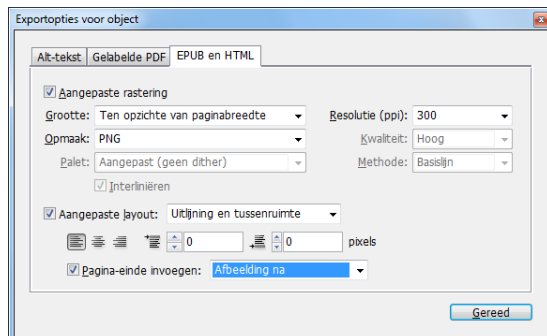 Exportopties voor object
Alt-tekst Gelabelde PDF EPUB en HTML
Aangepaste rastering
Grootte: Ten opzichte van paginabreedte Resolutie (ppi): 300
Opmaak: PNG Kwaliteit: Hoog
Palet: Aangepast (geen dither) Methode: Basislijn
Interliniëren
Aangepaste layout: Uitlijning en tussenruimte
0 0 pixels
Pagina-einde invoegen: Afbeelding na
Gereed